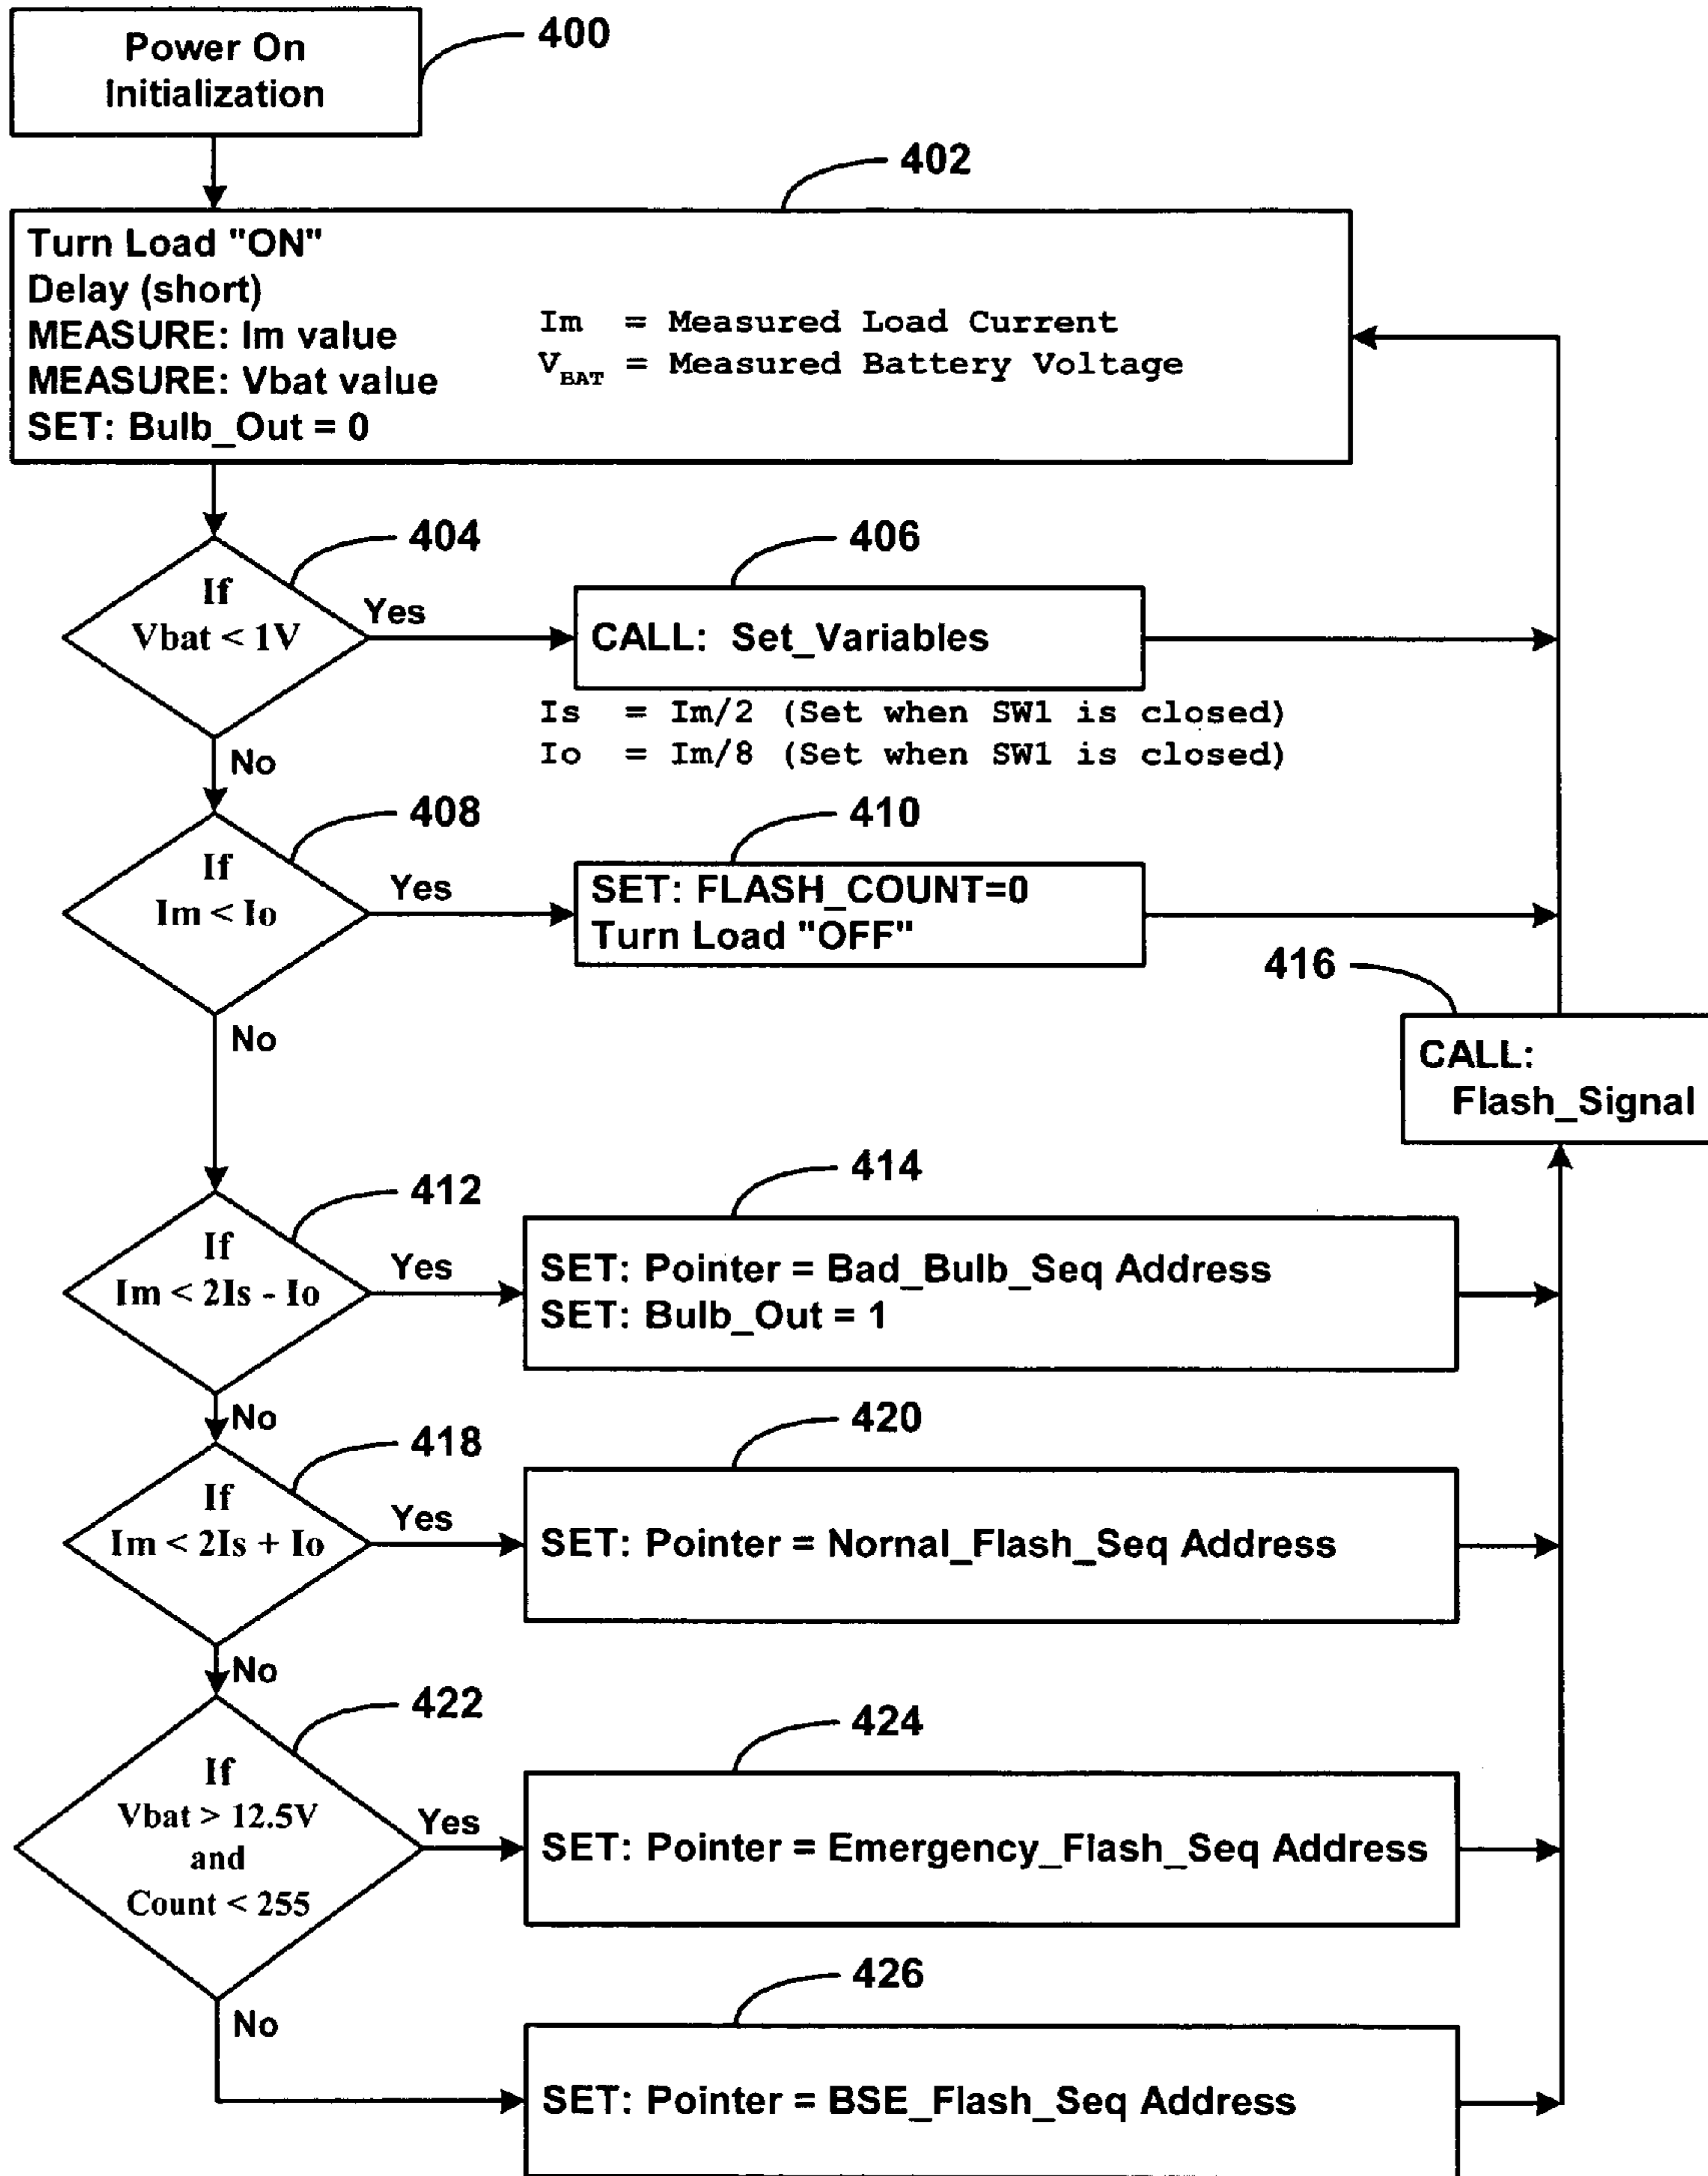 Power On
Initialization
400
402
Turn Load "ON"
Delay (short)
MEASURE: Im value
MEASURE: Vbat value
SET: Bulb_Out = 0
Im = Measured Load Current
VBAT = Measured Battery Voltage
404
If
Vbat < 1V
Yes
No
406
CALL: Set_Variables
Is = Im/2 (Set when SW1 is closed)
Io = Im/8 (Set when SW1 is closed)
408
If
Im < Io
Yes
No
410
SET: FLASH_COUNT=0
Turn Load "OFF"
416
CALL:
Flash_Signal
412
If
Im < 2Is - Io
Yes
No
414
SET: Pointer = Bad_Bulb_Seq Address
SET: Bulb_Out = 1
418
If
Im < 2Is + Io
Yes
No
420
SET: Pointer = Nornal_Flash_Seq Address
422
If
Vbat > 12.5V
and
Count < 255
Yes
No
424
SET: Pointer = Emergency_Flash_Seq Address
426
SET: Pointer = BSE_Flash_Seq Address